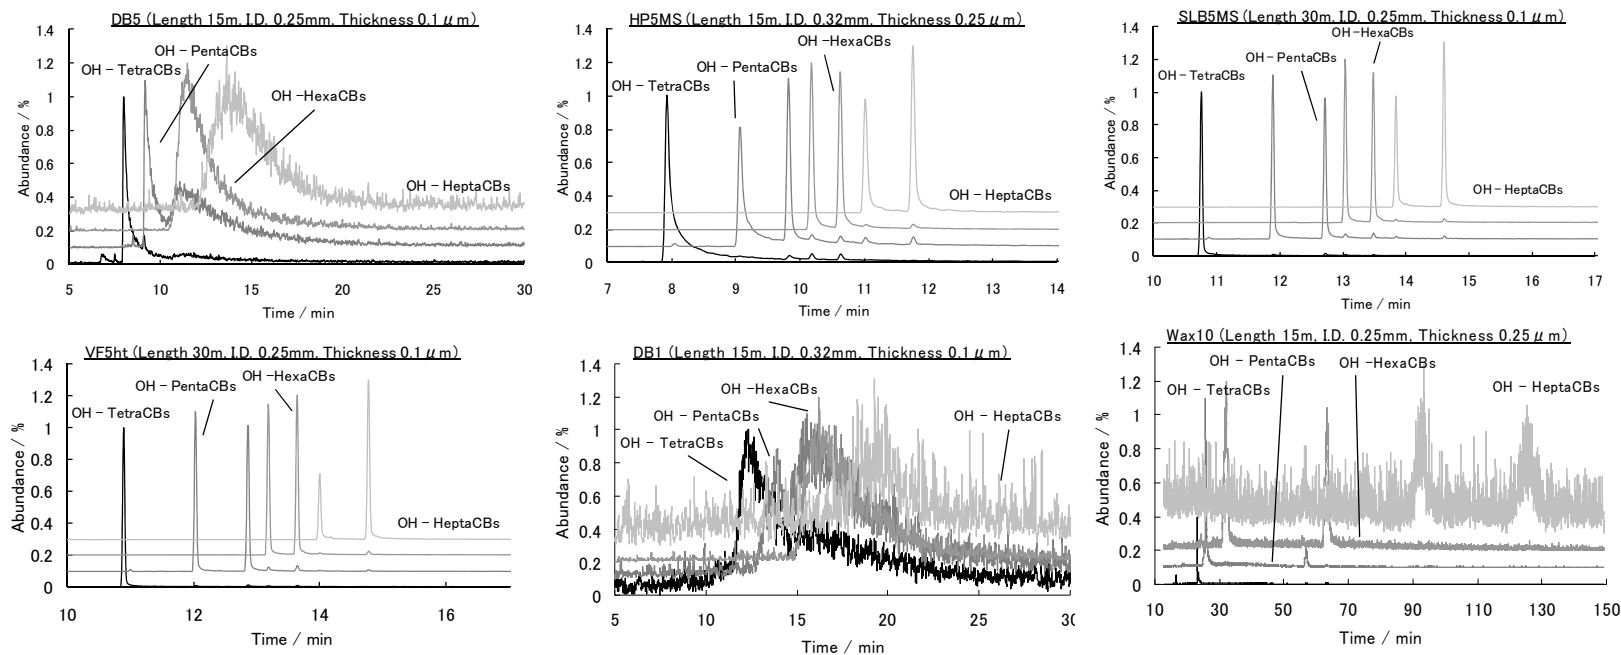 DB5 (Length 15m, I.D. 0.25mm, Thickness 0.1 μm)
1.4
1.2
1
0.8
0.6
0.4
0.2
0
Abundance / %
OH-TetraCBs
OH-PentaCBs
OH-HexaCBs
OH-HeptaCBs
5 10 15 20 25 30
Time / min
HP5MS (Length 15m, I.D. 0.32mm, Thickness 0.25 μm)
1.4
1.2
1
0.8
0.6
0.4
0.2
0
Abundance / %
OH-TetraCBs
OH-PentaCBs
OH-HexaCBs
OH-HeptaCBs
7 8 9 10 11 12 13 14
Time / min
SLB5MS (Length 30m, I.D. 0.25mm, Thickness 0.1 μm)
1.4
1.2
1
0.8
0.6
0.4
0.2
0
Abundance / %
OH-TetraCBs
OH-PentaCBs
OH-HexaCBs
OH-HeptaCBs
10 11 12 13 14 15 16 17
Time / min
VF5ht (Length 30m, I.D. 0.25mm, Thickness 0.1 μm)
1.4
1.2
1
0.8
0.6
0.4
0.2
0
Abundance / %
OH-TetraCBs
OH-PentaCBs
OH-HexaCBs
OH-HeptaCBs
10 12 14 16
Time / min
DB1 (Length 15m, I.D. 0.32mm, Thickness 0.1 μm)
1.4
1.2
1
0.8
0.6
0.4
0.2
0
Abundance / %
OH-TetraCBs
OH-PentaCBs
OH-HexaCBs
OH-HeptaCBs
5 10 15 20 25 30
Time / min
Wax10 (Length 15m, I.D. 0.25mm, Thickness 0.25 μm)
1.4
1.2
1
0.8
0.6
0.4
0.2
0
Abundance / %
OH-TetraCBs
OH-PentaCBs
OH-HexaCBs
OH-HeptaCBs
10 30 50 70 90 110 130 150
Time / min